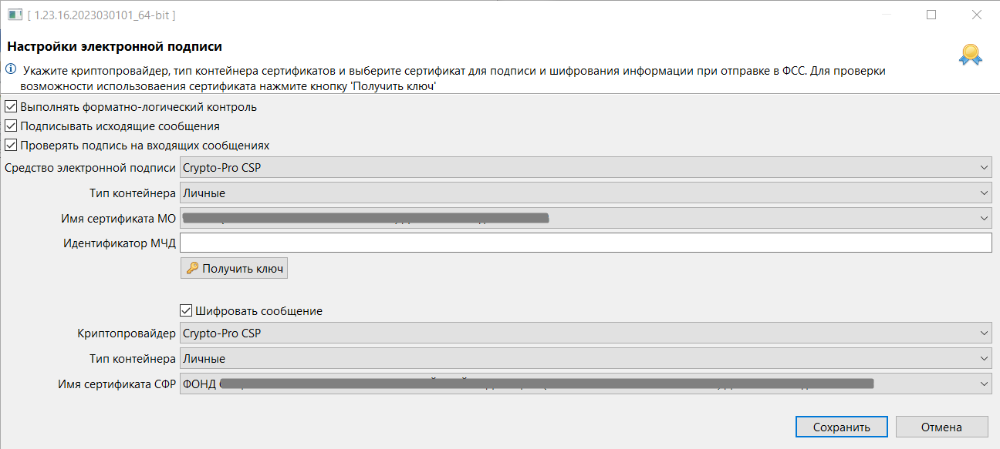 [ 1.23.16.2023030101_64-bit ]
Настройки электронной подписи
Укажите криптопровайдер, тип контейнера сертификатов и выберите сертификат для подписи и шифрования информации при отправке в ФСС. Для проверки
возможности использоваения сертификата нажмите кнопку 'Получить ключ'
Выполнять форматно-логический контроль
Подписывать исходящие сообщения
Проверять подпись на входящих сообщениях
Средство электронной подписи Crypto-Pro CSP
Тип контейнера Личные
Имя сертификата МО
Идентификатор МЧД
Получить ключ
Шифровать сообщение
Криптопровайдер Crypto-Pro CSP
Тип контейнера Личные
Имя сертификата СФР ФОНД
Сохранить Отмена